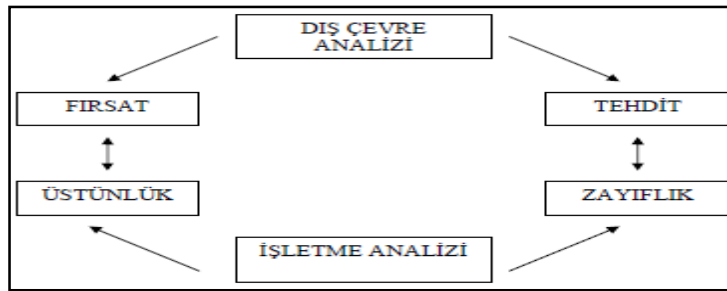 DIŞ ÇEVRE
ANALİZİ
FIRSAT
TEHDİT
ÜSTÜNLÜK
ZAYIFLIK
İŞLETME ANALİZİ